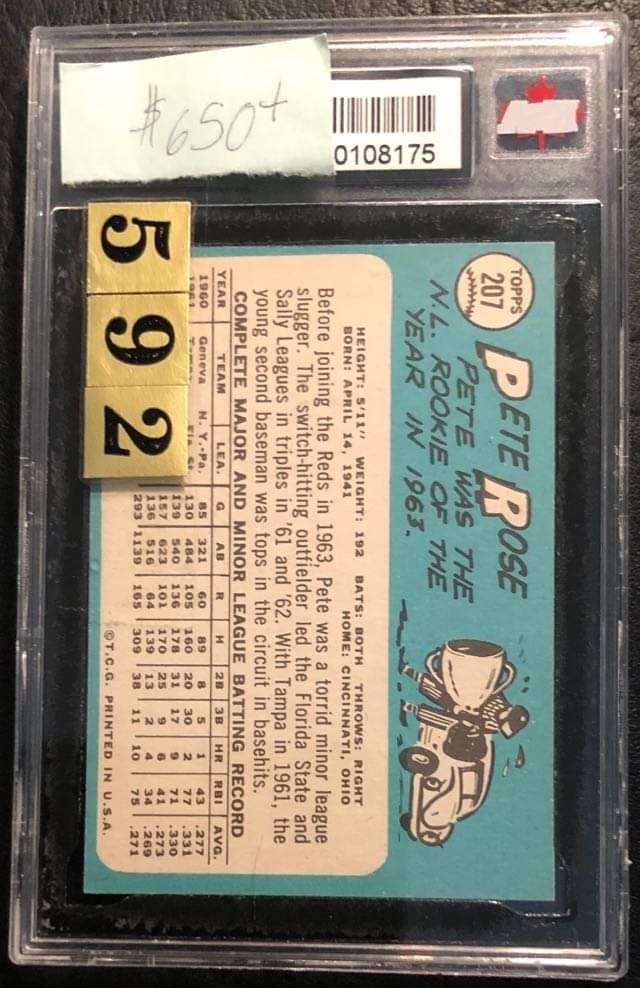 $650+
0108175
592
TOPPS
207
PETE ROSE
PETE WAS THE
N.L. ROOKIE OF THE
YEAR IN 1963.
HEIGHT: 5'11" WEIGHT: 192 BATS: BOTH THROWS: RIGHT
BORN: APRIL 14, 1941 HOME: CINCINNATI, OHIO
Before joining the Reds in 1963, Pete was a torrid minor league
slugger. The switch-hitting outfielder led the Florida State and
Sally Leagues in triples in '61 and '62. With Tampa in 1961, the
young second baseman was tops in the circuit in basehits.
COMPLETE MAJOR AND MINOR LEAGUE BATTING RECORD
YEAR TEAM LEA. G AB R H 2B 3B HR RBI AVG.
1960 Geneva N.Y.-Pa. 85 321 60 89 8 5 1 43 .277
1961 130 484 105 160 20 30 2 77 .331
139 540 136 178 31 17 9 71 .330
157 623 101 170 25 9 6 41 .273
136 516 64 139 13 2 4 34 .269
293 1139 165 309 38 11 10 75 .271
©T.C.G. PRINTED IN U.S.A.